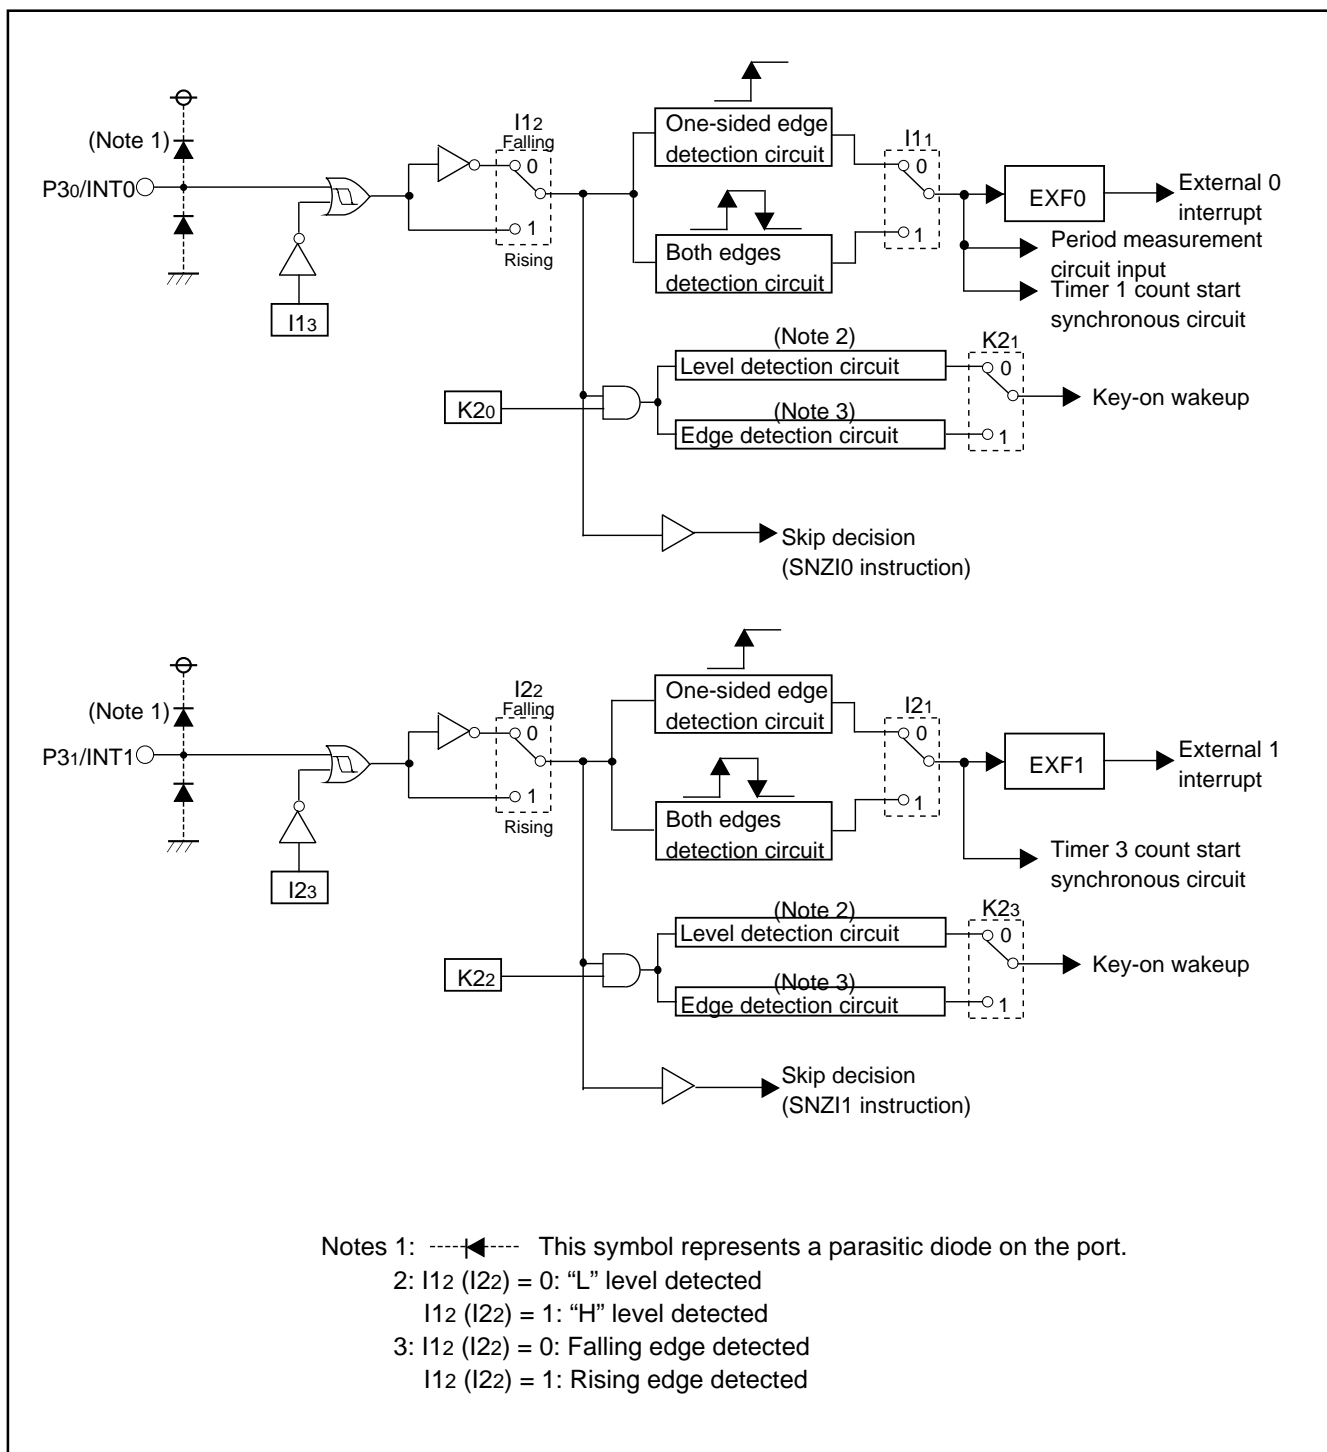 I12
Falling
(Note 1)
P30/INT0
0
1
Rising
I13
One-sided edge
detection circuit
Both edges
detection circuit
I11
0
1
EXF0
External 0
interrupt
Period measurement
circuit input
Timer 1 count start
synchronous circuit
K20
(Note 2)
Level detection circuit
(Note 3)
Edge detection circuit
K21
0
1
Key-on wakeup
Skip decision
(SNZI0 instruction)
I22
Falling
(Note 1)
P31/INT1
0
1
Rising
I23
One-sided edge
detection circuit
Both edges
detection circuit
I21
0
1
EXF1
External 1
interrupt
Timer 3 count start
synchronous circuit
K22
(Note 2)
Level detection circuit
(Note 3)
Edge detection circuit
K23
0
1
Key-on wakeup
Skip decision
(SNZI1 instruction)
Notes 1: This symbol represents a parasitic diode on the port.
2: I12 (I22) = 0: “L” level detected
I12 (I22) = 1: “H” level detected
3: I12 (I22) = 0: Falling edge detected
I12 (I22) = 1: Rising edge detected